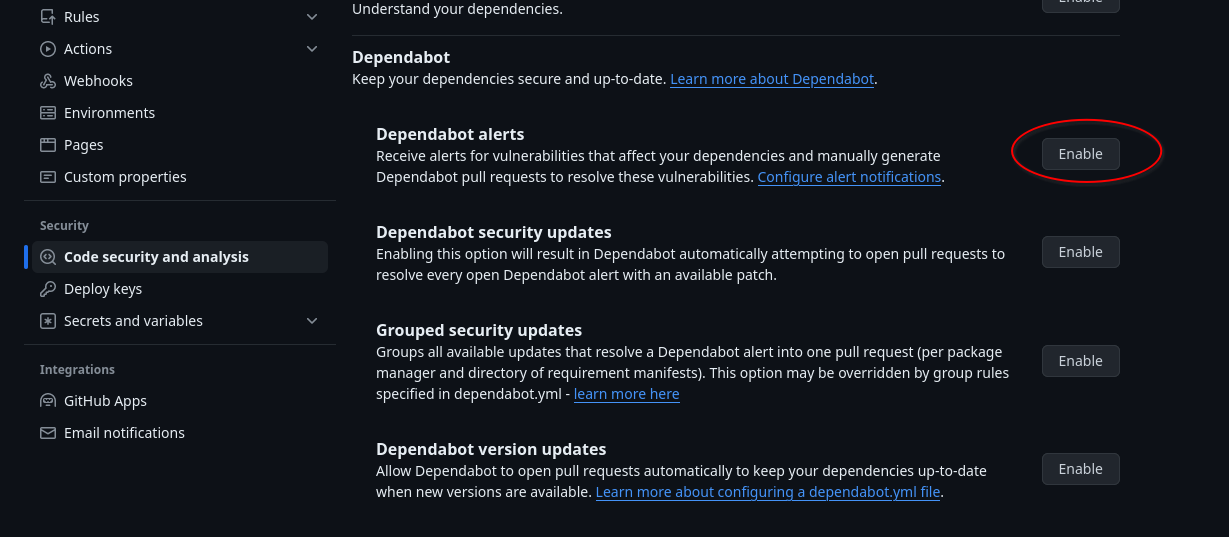 Rules
Actions
Webhooks
Environments
Pages
Custom properties
Security
Code security and analysis
Deploy keys
Secrets and variables
Integrations
GitHub Apps
Email notifications
Understand your dependencies.
Enable
Dependabot
Keep your dependencies secure and up-to-date. Learn more about Dependabot.
Dependabot alerts
Receive alerts for vulnerabilities that affect your dependencies and manually generate
Dependabot pull requests to resolve these vulnerabilities. Configure alert notifications.
Enable
Dependabot security updates
Enabling this option will result in Dependabot automatically attempting to open pull requests to
resolve every open Dependabot alert with an available patch.
Enable
Grouped security updates
Groups all available updates that resolve a Dependabot alert into one pull request (per package
manager and directory of requirement manifests). This option may be overridden by group rules
specified in dependabot.yml - learn more here
Enable
Dependabot version updates
Allow Dependabot to open pull requests automatically to keep your dependencies up-to-date
when new versions are available. Learn more about configuring a dependabot.yml file.
Enable